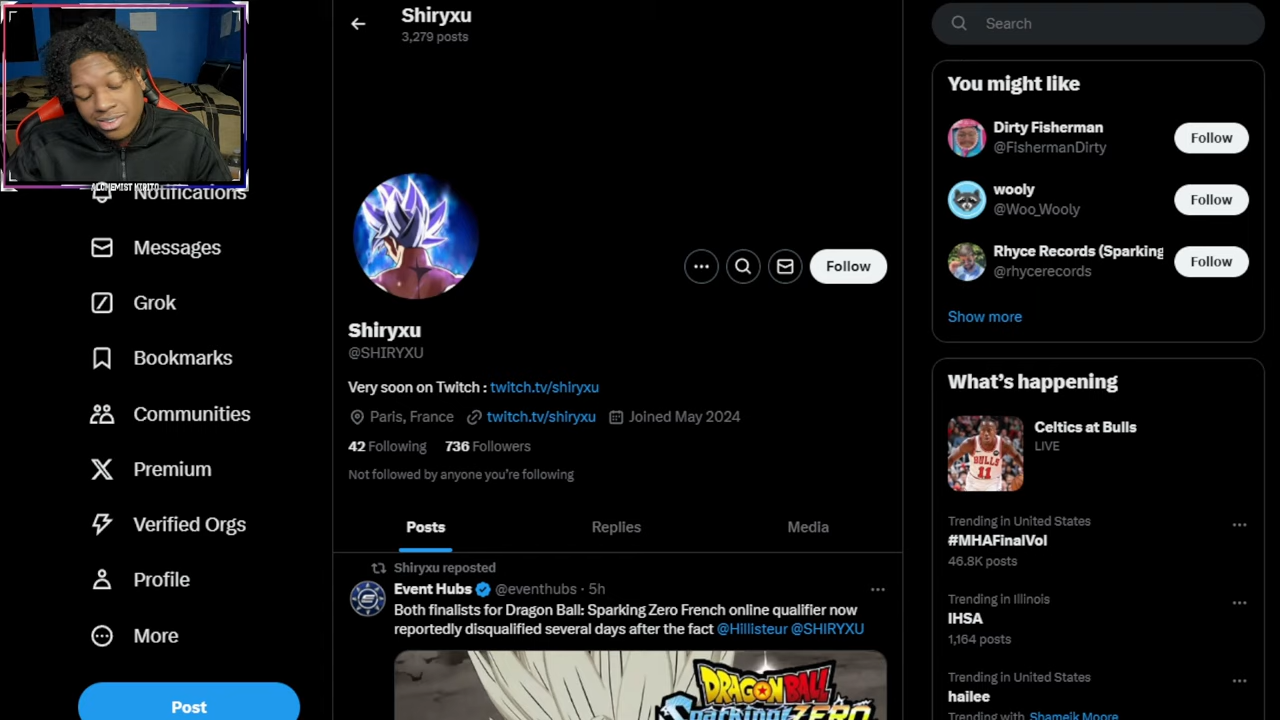 ALCHEMIST KIRITO
Notifications
Messages
Grok
Bookmarks
Communities
Premium
Verified Orgs
Profile
More
Post
Shiryxu
3,279 posts
Follow
Shiryxu
@SHIRYXU
Very soon on Twitch : twitch.tv/shiryxu
Paris, France twitch.tv/shiryxu Joined May 2024
42 Following 736 Followers
Not followed by anyone you're following
Posts Replies Media
Shiryxu reposted
Event Hubs @eventhubs · 5h
Both finalists for Dragon Ball: Sparking Zero French online qualifier now
reportedly disqualified several days after the fact @Hillisteur @SHIRYXU
DRAGON BALL
Sparking! ZERO
Search
You might like
Dirty Fisherman
@FishermanDirty
Follow
wooly
@Woo_Wooly
Follow
Rhyce Records (Sparking
@rhycerecords
Follow
Show more
What's happening
Celtics at Bulls
LIVE
BULLS
11
Trending in United States
#MHAFinalVol
46.8K posts
Trending in Illinois
IHSA
1,164 posts
Trending in United States
hailee
Trending with Shameik Moore